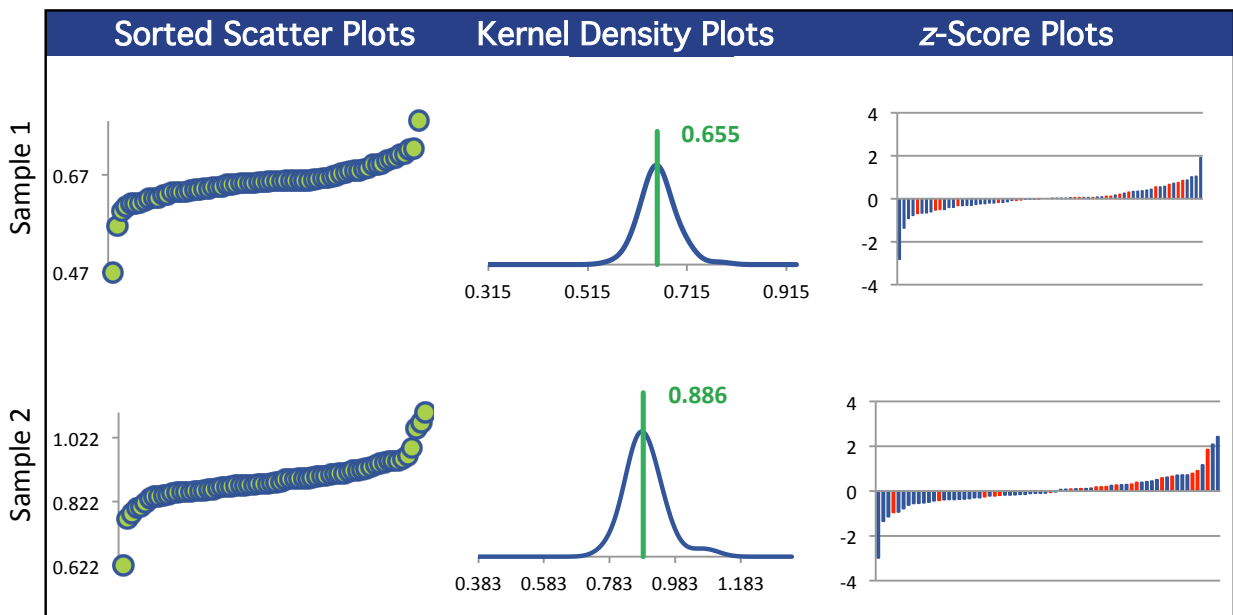 Sorted Scatter Plots
Kernel Density Plots
z-Score Plots
Sample 1
0.67
0.47
0.655
0.315 0.515 0.715 0.915
4
2
0
-2
-4
Sample 2
1.022
0.822
0.622
0.886
0.383 0.583 0.783 0.983 1.183
4
2
0
-2
-4